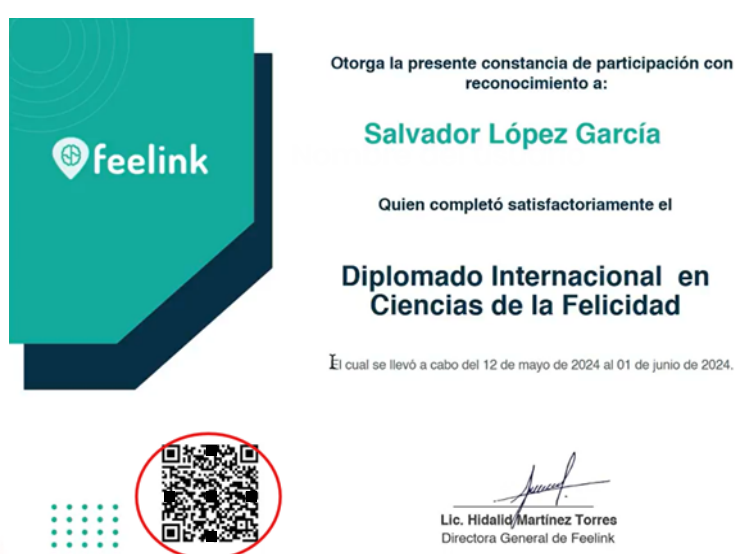 feelink
Otorga la presente constancia de participación con
reconocimiento a:
Salvador López García
Quien completó satisfactoriamente el
Diplomado Internacional en
Ciencias de la Felicidad
El cual se llevó a cabo del 12 de mayo de 2024 al 01 de junio de 2024.
Lic. Hidalid Martínez Torres
Directora General de Feelink